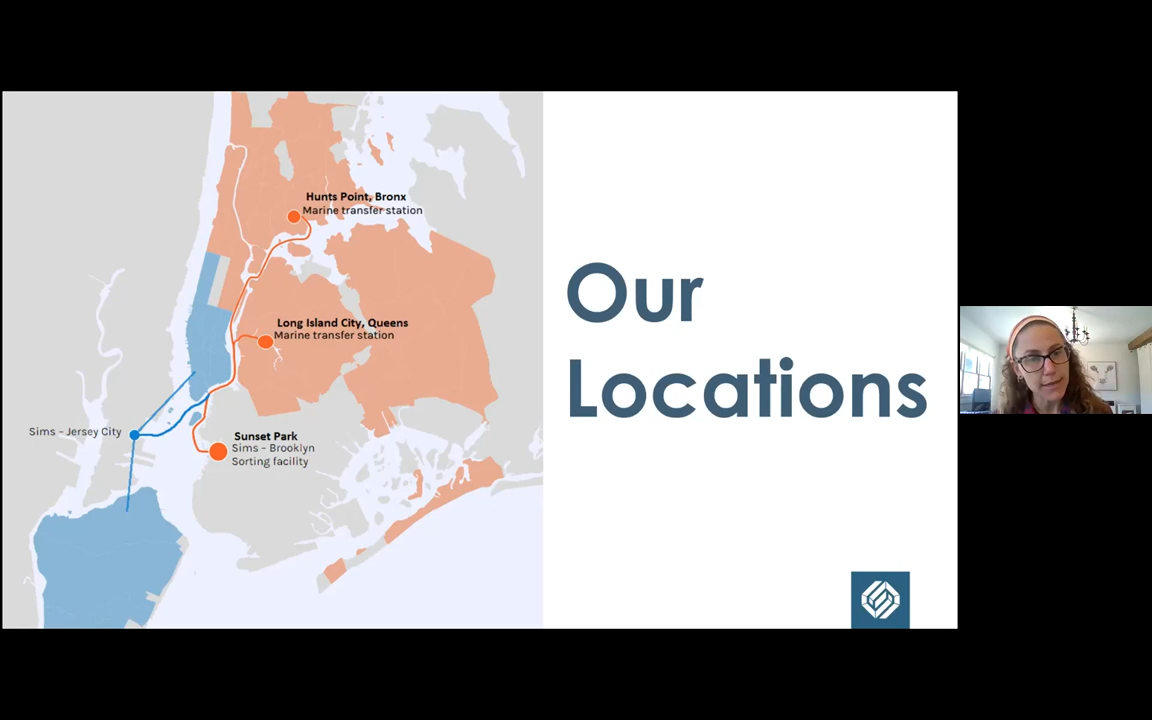 Hunts Point, Bronx
Marine transfer station
Long Island City, Queens
Marine transfer station
Sims – Jersey City
Sunset Park
Sims – Brooklyn
Sorting facility
Our
Locations